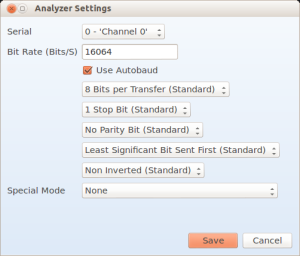 Analyzer Settings
Serial 0 - 'Channel 0'
Bit Rate (Bits/S) 16064
Use Autobaud
8 Bits per Transfer (Standard)
1 Stop Bit (Standard)
No Parity Bit (Standard)
Least Significant Bit Sent First (Standard)
Non Inverted (Standard)
Special Mode None
Save Cancel